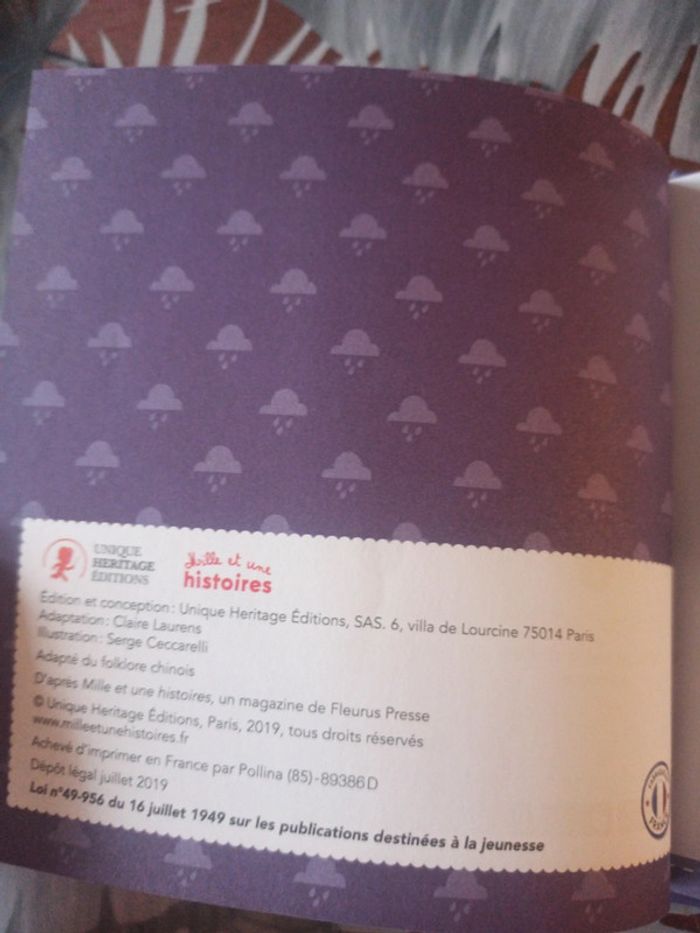 UNIQUE
HERITAGE
ÉDITIONS
Mille et une
histoires
Édition et conception : Unique Heritage Éditions, SAS. 6, villa de Lourcine 75014 Paris
Adaptation : Claire Laurens
Illustration : Serge Ceccarelli
Adapté du folklore chinois
D'après Mille et une histoires, un magazine de Fleurus Presse
© Unique Heritage Éditions, Paris, 2019, tous droits réservés
www.milleetunehistoires.fr
Achevé d'imprimer en France par Pollina (85)-89386D
Dépôt légal juillet 2019
Loi n°49-956 du 16 juillet 1949 sur les publications destinées à la jeunesse